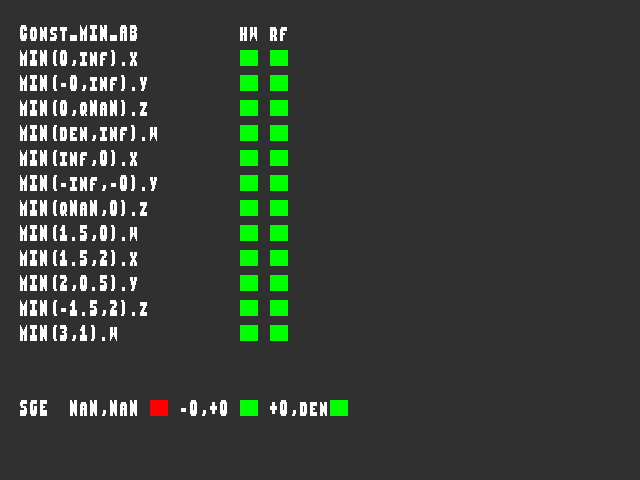 Const_MIN_AB HW RF
MIN(0,INF).X
MIN(-0,INF).Y
MIN(0,QNAN).Z
MIN(DEN,INF).W
MIN(INF,0).X
MIN(-INF,-0).Y
MIN(QNAN,0).Z
MIN(1.5,0).W
MIN(1.5,2).X
MIN(2,0.5).Y
MIN(-1.5,2).Z
MIN(3,1).W
SGE NaN,NaN -0,+0 +0,DEN